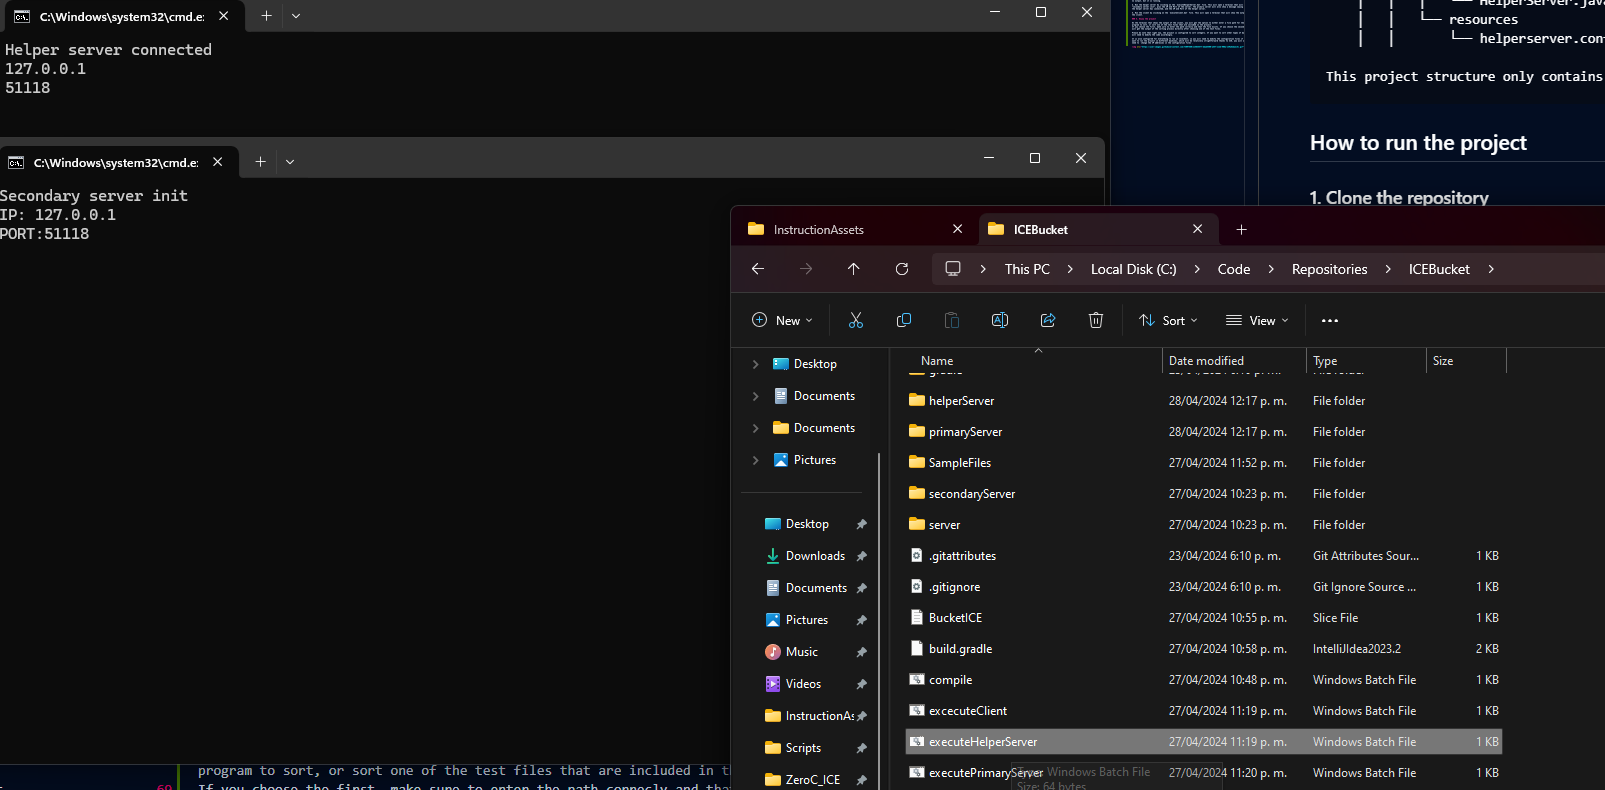 C:\Windows\system32\cmd.e:
Helper server connected
127.0.0.1
51118
C:\Windows\system32\cmd.e:
Secondary server init
IP: 127.0.0.1
PORT:51118
HelperServer.jav
resources
helperserver.con
This project structure only contains
How to run the project
1. Clone the repository
InstructionAssets
ICEBucket
This PC
Local Disk (C:)
Code
Repositories
ICEBucket
New
Sort
View
Name
Date modified
Type
Size
Desktop
Documents
Documents
Pictures
Desktop
Downloads
Documents
Pictures
Music
Videos
InstructionAs
Scripts
ZeroC_ICE
helperServer 28/04/2024 12:17 p. m. File folder
primaryServer 28/04/2024 12:17 p. m. File folder
SampleFiles 27/04/2024 11:52 p. m. File folder
secondaryServer 27/04/2024 10:23 p. m. File folder
server 27/04/2024 10:23 p. m. File folder
.gitattributes 23/04/2024 6:10 p. m. Git Attributes Sour... 1 KB
.gitignore 23/04/2024 6:10 p. m. Git Ignore Source ... 1 KB
BucketICE 27/04/2024 10:55 p. m. Slice File 1 KB
build.gradle 27/04/2024 10:58 p. m. IntelliJIdea2023.2 2 KB
compile 27/04/2024 10:48 p. m. Windows Batch File 1 KB
excecuteClient 27/04/2024 11:19 p. m. Windows Batch File 1 KB
executeHelperServer 27/04/2024 11:19 p. m. Windows Batch File 1 KB
executePrimaryServer 27/04/2024 11:20 p. m. Windows Batch File 1 KB
Type: Windows Batch File
Size: 64 bytes
program to sort, or sort one of the test files that are included in th
If you choose the first, make sure to enter the path correcly and tha